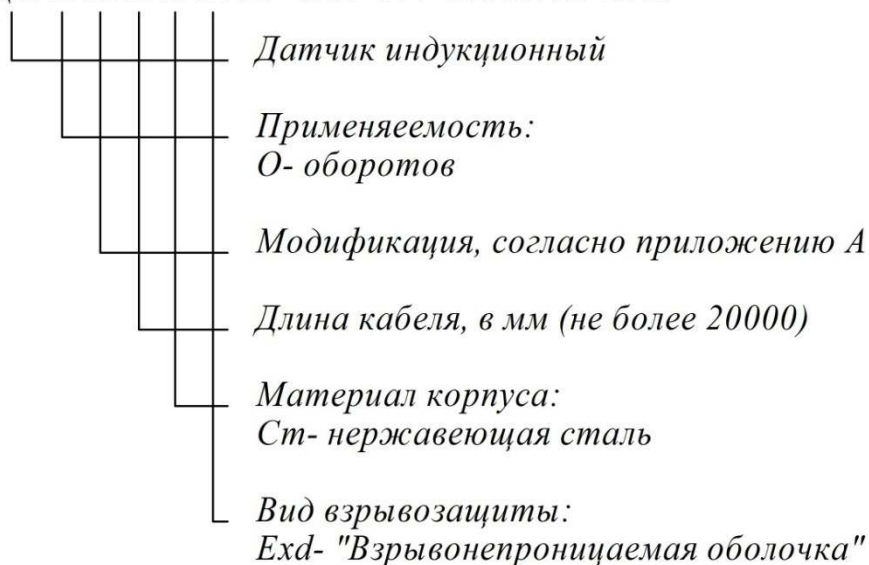 Датчик индукционный
Применяеемость:
О- оборотов
Модификация, согласно приложению А
Длина кабеля, в мм (не более 20000)
Материал корпуса:
Ст- нержавеющая сталь
Вид взрывозащиты:
Exd- "Взрывонепроницаемая оболочка"